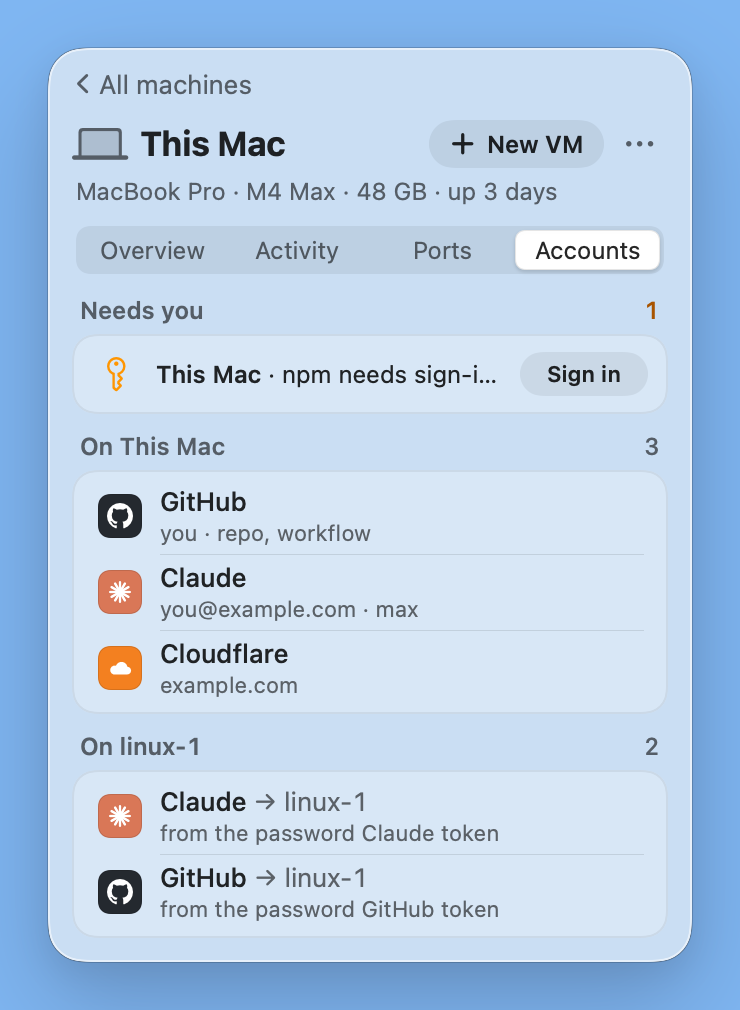 All machines
This Mac
New VM
MacBook Pro · M4 Max · 48 GB · up 3 days
Overview
Activity
Ports
Accounts
Needs you
1
This Mac · npm needs sign-i...
Sign in
On This Mac
3
GitHub
you · repo, workflow
Claude
you@example.com · max
Cloudflare
example.com
On linux-1
2
Claude → linux-1
from the password Claude token
GitHub → linux-1
from the password GitHub token